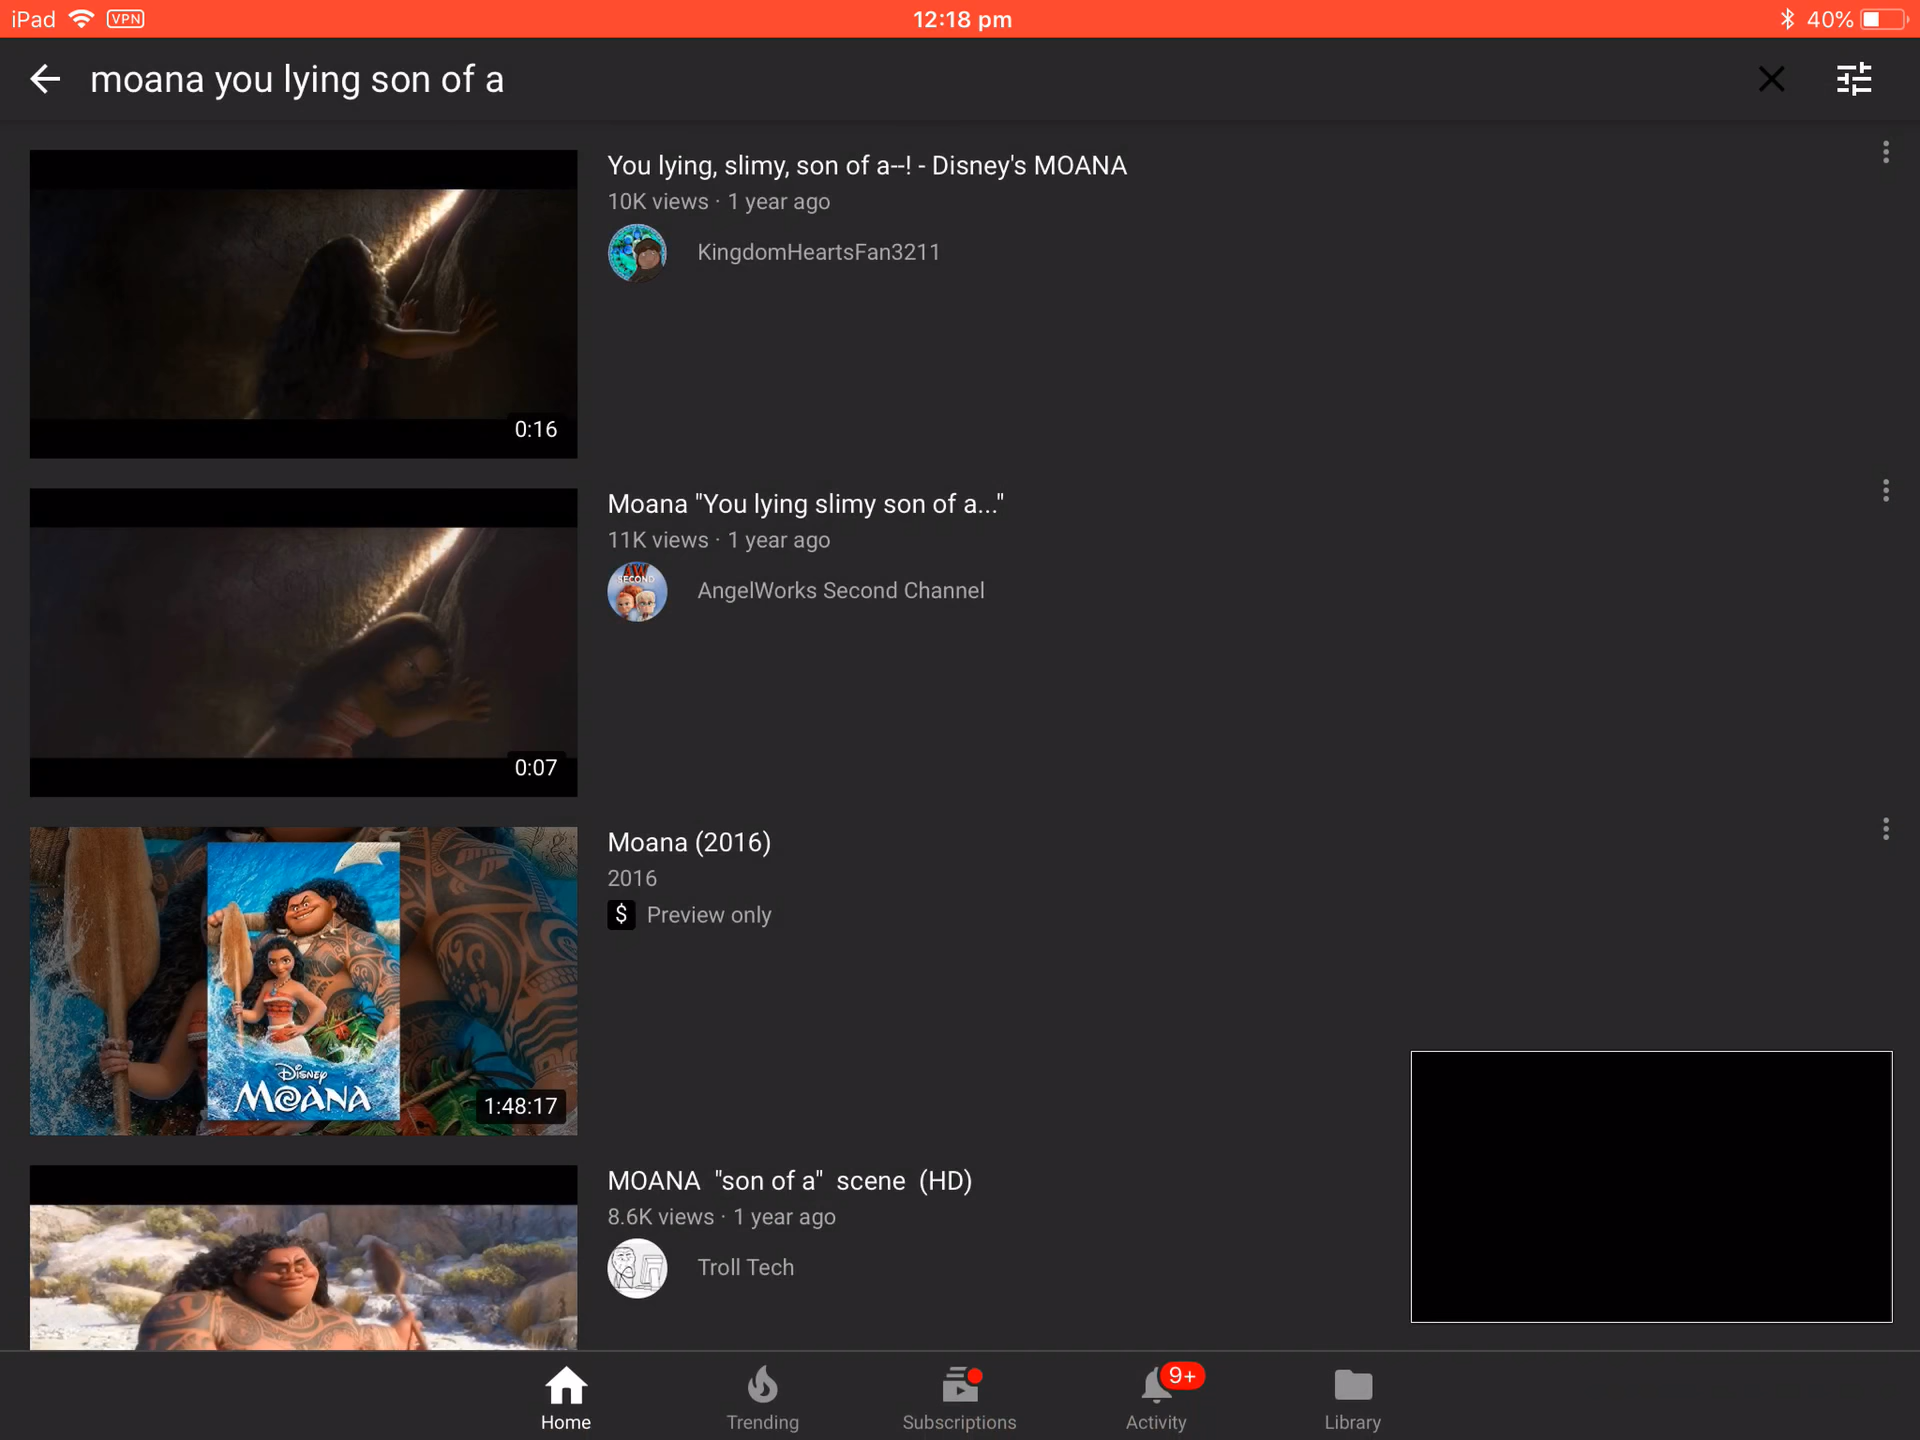 iPad VPN 12:18 pm 40%
moana you lying son of a
You lying, slimy, son of a--! - Disney's MOANA
10K views · 1 year ago
KingdomHeartsFan3211
0:16
Moana "You lying slimy son of a..."
11K views · 1 year ago
AW
SECOND
AngelWorks Second Channel
0:07
Moana (2016)
2016
$ Preview only
Disney
MOANA
1:48:17
MOANA "son of a" scene (HD)
8.6K views · 1 year ago
Troll Tech
9+
Home Trending Subscriptions Activity Library